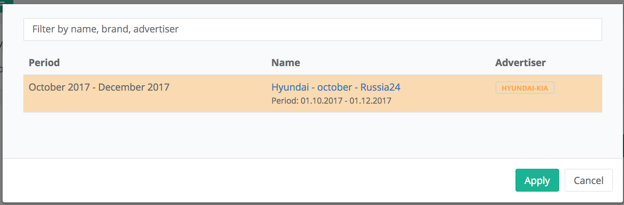 Filter by name, brand, advertiser
Period Name Advertiser
October 2017 - December 2017 Hyundai - october - Russia24 HYUNDAI-KIA
Period: 01.10.2017 - 01.12.2017
Apply Cancel